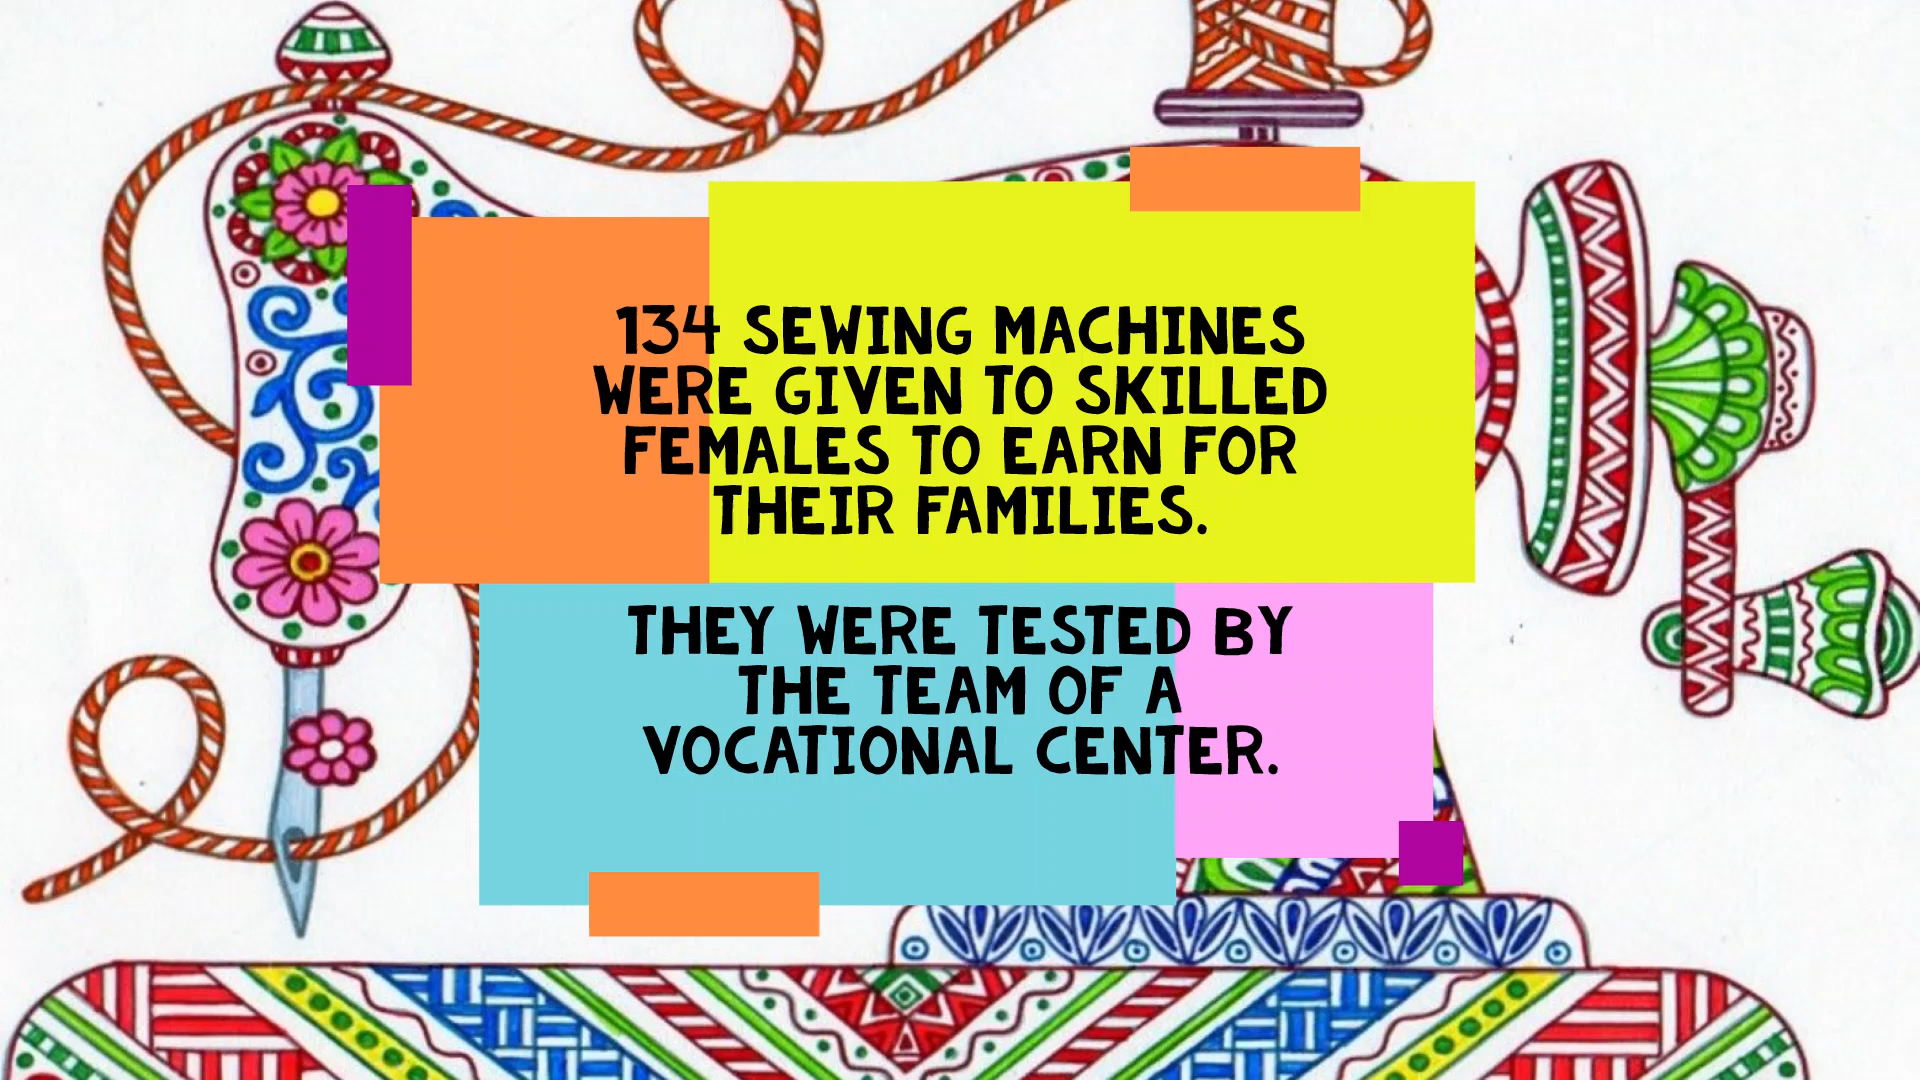 134 SEWING MACHINES
WERE GIVEN TO SKILLED
FEMALES TO EARN FOR
THEIR FAMILIES.
THEY WERE TESTED BY
THE TEAM OF A
VOCATIONAL CENTER.